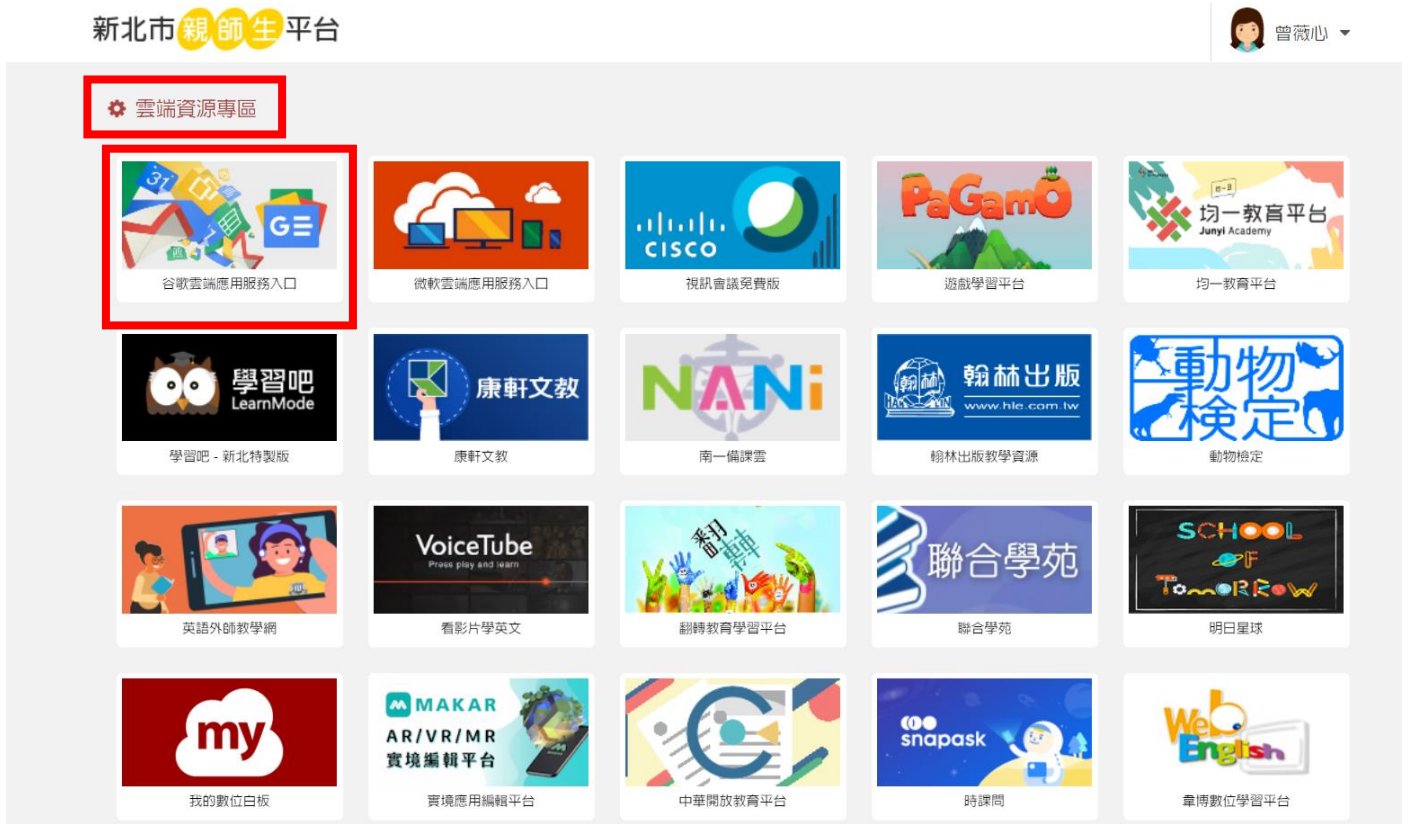 新北市親師生平台
曾薇心
雲端資源專區
31
GE
谷歌雲端應用服務入口
微軟雲端應用服務入口
CISCO
視訊會議免費版
PaGamO
遊戲學習平台
均一教育平台
Junyi Academy
均一教育平台
學習吧
LearnMode
學習吧 - 新北特製版
康軒文教
康軒文教
NANi
南一備課雲
翰林
HAN LIN
翰林出版
www.hle.com.tw
翰林出版教學資源
動物
檢定
動物檢定
英語外師教學網
VoiceTube
Press play and learn
看影片學英文
翻轉
翻轉教育學習平台
聯合學苑
聯合學苑
SCHOOL
OF
TomoRRow
明日星球
my
我的數位白板
MAKAR
AR/VR/MR
實境編輯平台
實境應用編輯平台
中華開放教育平台
snapask
時課問
Web
English
韋博數位學習平台